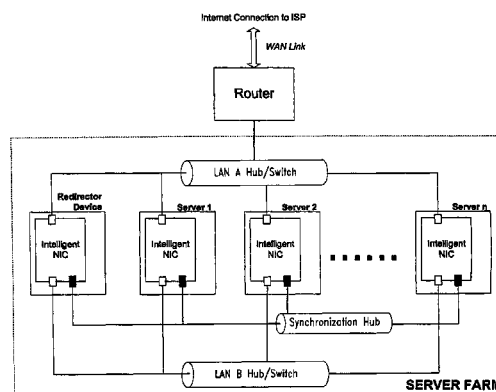 Internet Connection to ISP
WAN Link
Router
LAN A Hub/Switch
Redirector
Device
Server 1
Server 2
Server n
Intelligent
NIC
Intelligent
NIC
Intelligent
NIC
Intelligent
NIC
Synchronization Hub
LAN B Hub/Switch
SERVER FARM